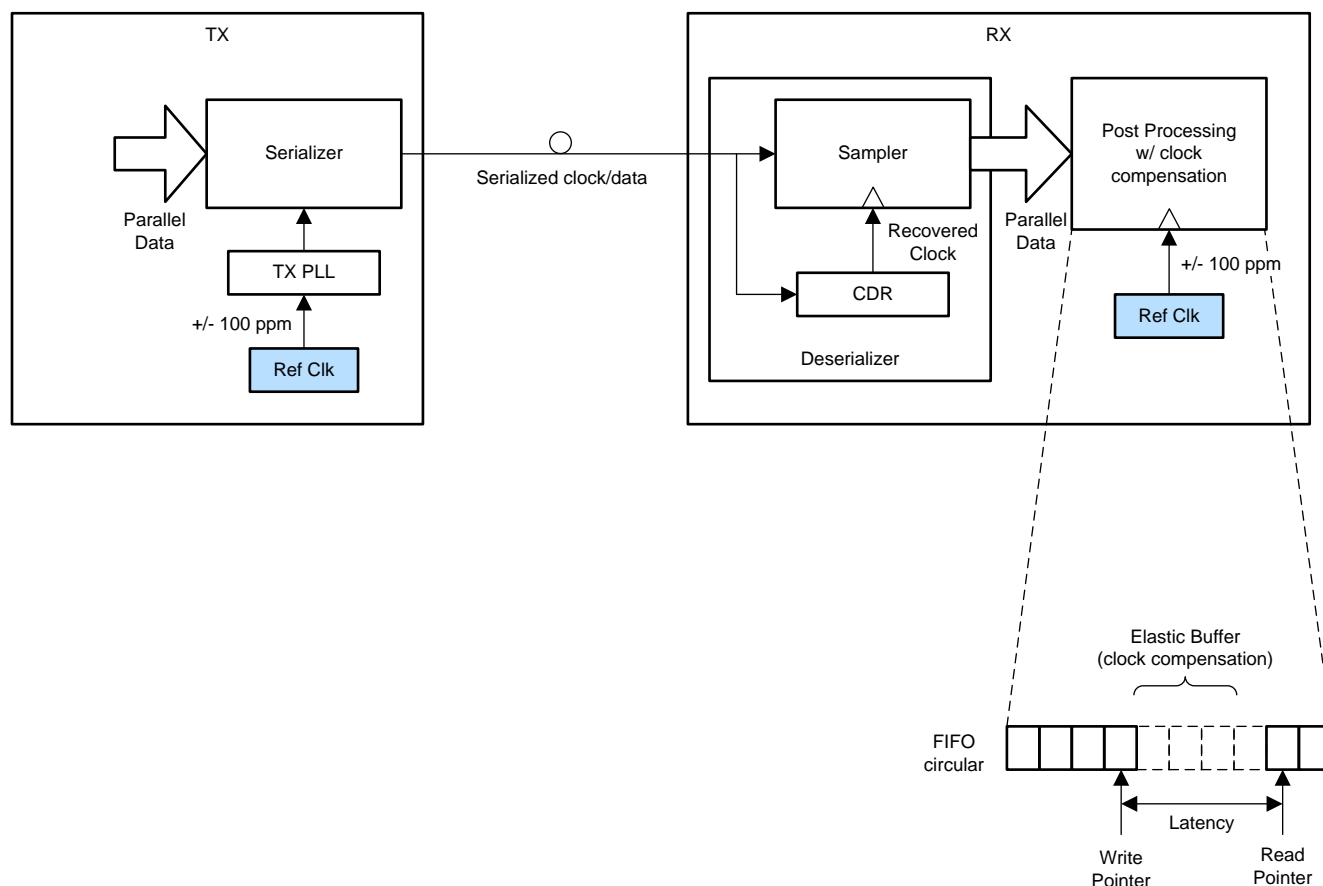 TX
Serializer
Parallel
Data
TX PLL
+/- 100 ppm
Ref Clk
Serialized clock/data
RX
Sampler
Recovered
Clock
CDR
Deserializer
Parallel
Data
Post Processing
w/ clock
compensation
+/- 100 ppm
Ref Clk
Elastic Buffer
(clock compensation)
FIFO
circular
Latency
Write
Pointer
Read
Pointer